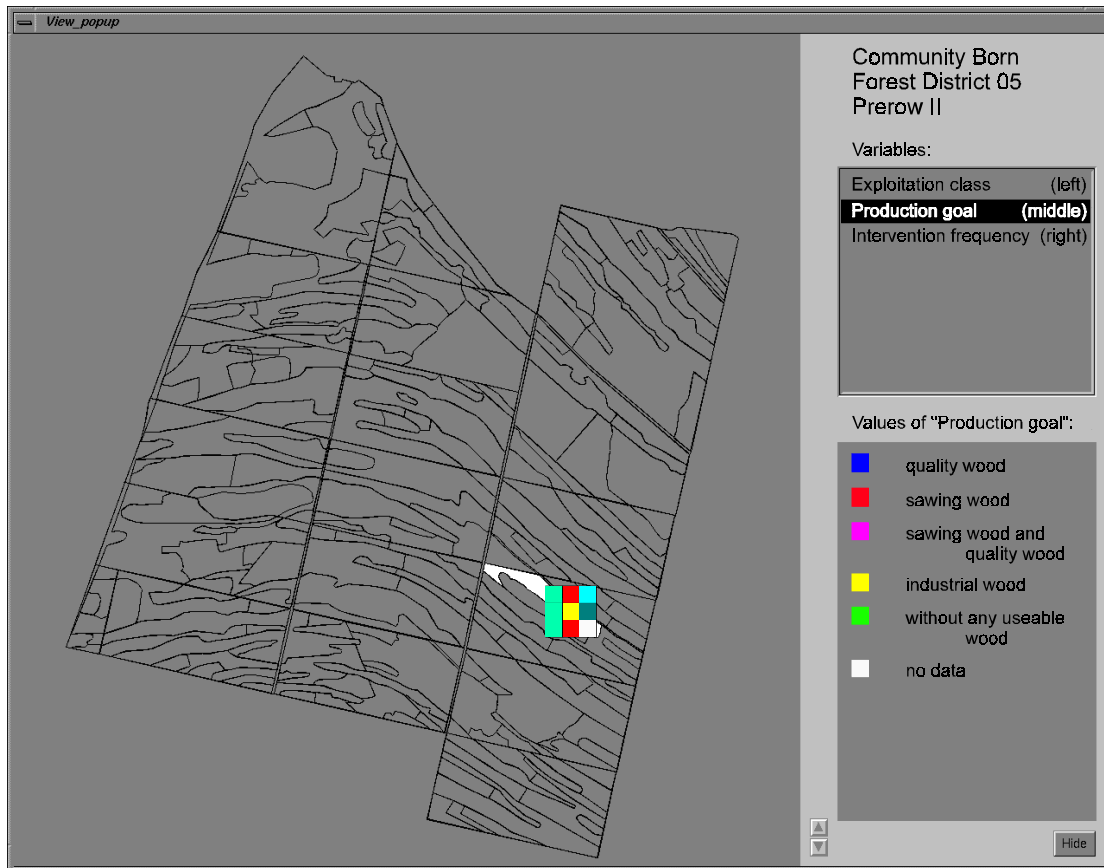 View_popup
Community Born
Forest District 05
Prerow II
Variables:
Exploitation class (left)
Production goal (middle)
Intervention frequency (right)
Values of "Production goal":
quality wood
sawing wood
sawing wood and
quality wood
industrial wood
without any useable
wood
no data
Hide